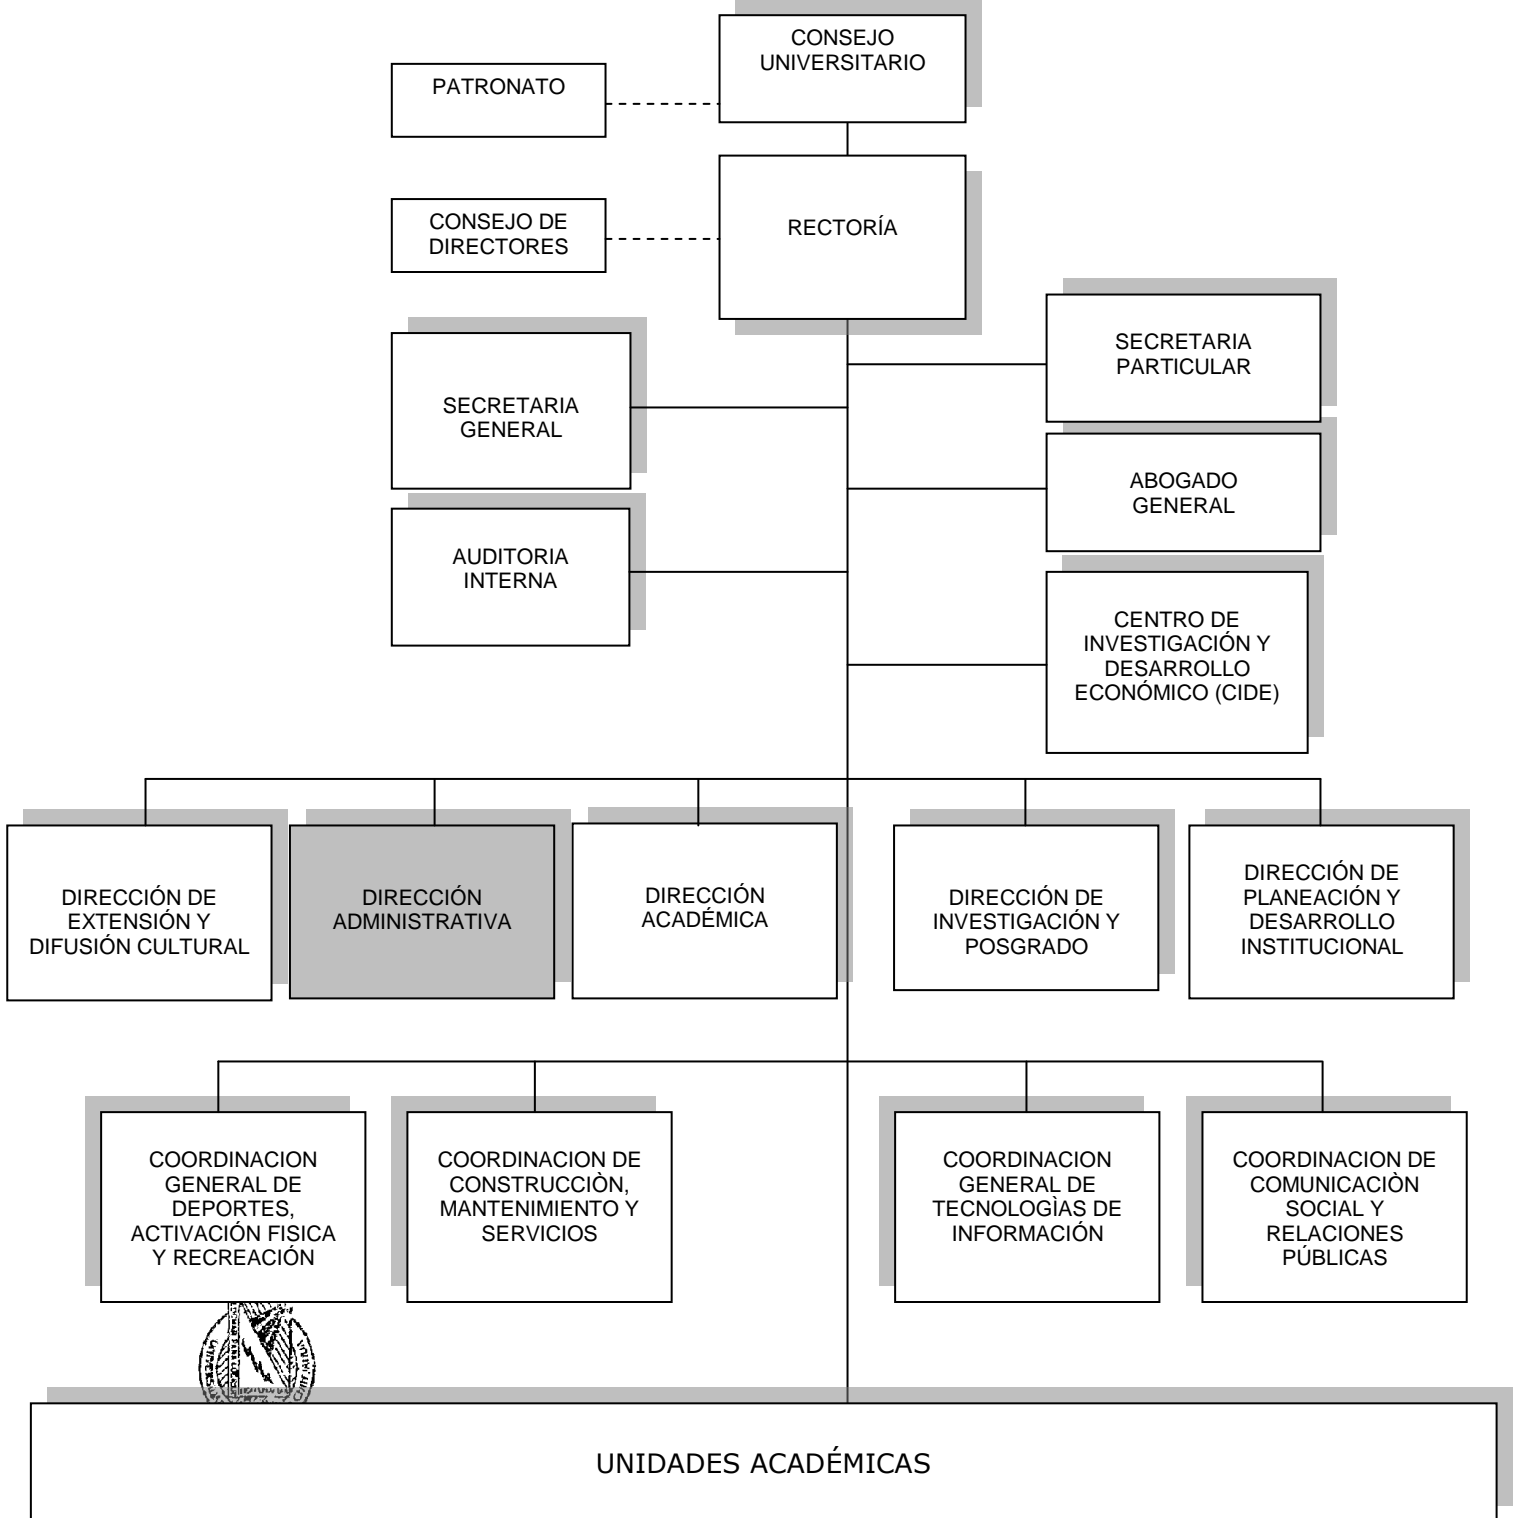 CONSEJO
UNIVERSITARIO
PATRONATO
CONSEJO DE
DIRECTORES
RECTORÍA
SECRETARIA
PARTICULAR
SECRETARIA
GENERAL
ABOGADO
GENERAL
AUDITORIA
INTERNA
CENTRO DE
INVESTIGACIÓN Y
DESARROLLO
ECONÓMICO (CIDE)
DIRECCIÓN DE
EXTENSIÓN Y
DIFUSIÓN CULTURAL
DIRECCIÓN
ADMINISTRATIVA
DIRECCIÓN
ACADÉMICA
DIRECCIÓN DE
INVESTIGACIÓN Y
POSGRADO
DIRECCIÓN DE
PLANEACIÓN Y
DESARROLLO
INSTITUCIONAL
COORDINACION
GENERAL DE
DEPORTES,
ACTIVACIÓN FISICA
Y RECREACIÓN
COORDINACION DE
CONSTRUCCIÒN,
MANTENIMIENTO Y
SERVICIOS
COORDINACION
GENERAL DE
TECNOLOGÌAS DE
INFORMACIÓN
COORDINACION DE
COMUNICACIÒN
SOCIAL Y
RELACIONES
PÚBLICAS
UNIDADES ACADÉMICAS